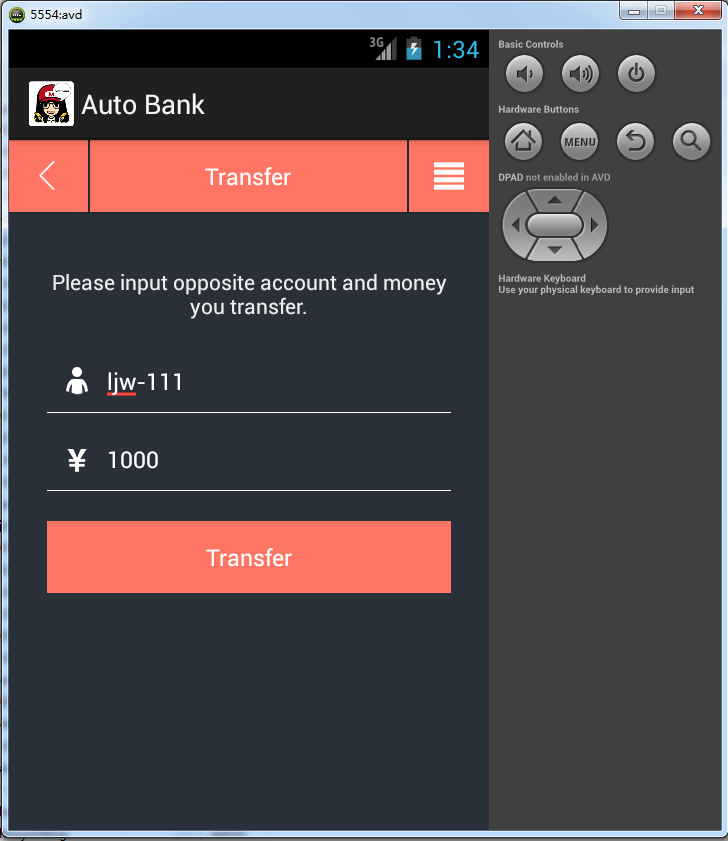 5554:avd
3G
1:34
Auto Bank
Transfer
Please input opposite account and money
you transfer.
ljw-111
¥ 1000
Transfer
Basic Controls
Hardware Buttons
MENU
DPAD not enabled in AVD
Hardware Keyboard
Use your physical keyboard to provide input